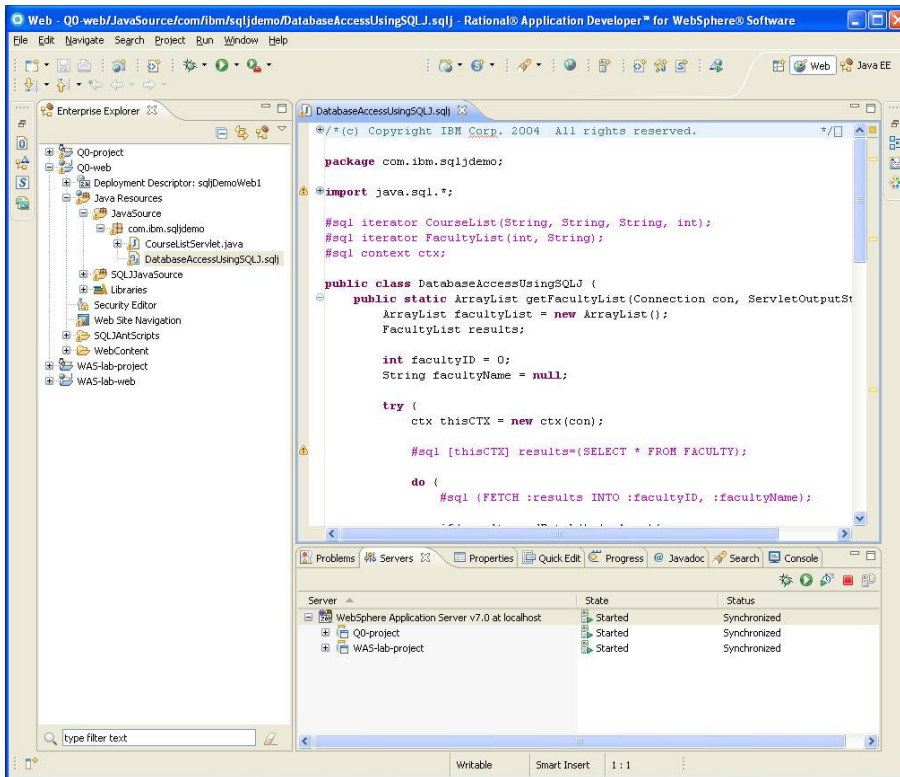 Web - Q0-web/JavaSource/com/ibm/sqljdemo/DatabaseAccessUsingSQLJ.sqlj - Rational® Application Developer™ for WebSphere® Software
File Edit Navigate Search Project Run Window Help
Web Java EE
Enterprise Explorer
Q0-project
Q0-web
Deployment Descriptor: sqljDemoWeb1
Java Resources
JavaSource
com.ibm.sqljdemo
CourseListServlet.java
DatabaseAccessUsingSQLJ.sqlj
SQLJJavaSource
Libraries
Security Editor
Web Site Navigation
SQLJAntScripts
WebContent
WAS-lab-project
WAS-lab-web
type filter text
DatabaseAccessUsingSQLJ.sqlj
/*(c) Copyright IBM Corp. 2004  All rights reserved. */
package com.ibm.sqljdemo;
import java.sql.*;
#sql iterator CourseList(String, String, String, int);
#sql iterator FacultyList(int, String);
#sql context ctx;
public class DatabaseAccessUsingSQLJ {
public static ArrayList getFacultyList(Connection con, ServletOutputSt
ArrayList facultyList = new ArrayList();
FacultyList results;
int facultyID = 0;
String facultyName = null;
try {
ctx thisCTX = new ctx(con);
#sql [thisCTX] results={SELECT * FROM FACULTY};
do {
#sql {FETCH :results INTO :facultyID, :facultyName};
Problems Servers Properties Quick Edit Progress Javadoc Search Console
Server State Status
WebSphere Application Server v7.0 at localhost Started Synchronized
Q0-project Started Synchronized
WAS-lab-project Started Synchronized
Writable Smart Insert 1 : 1